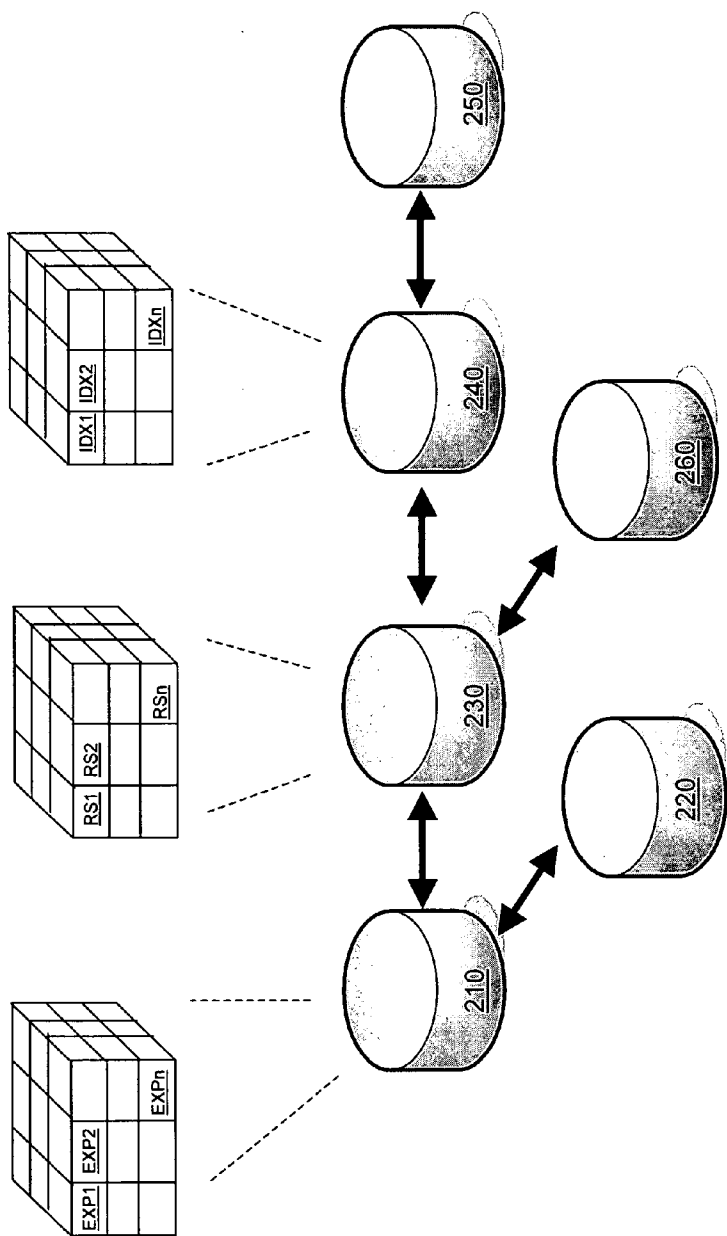 EXP1 EXP2
EXPn
RS1 RS2
RSn
IDX1 IDX2
IDXn
210
230
240
250
220
260